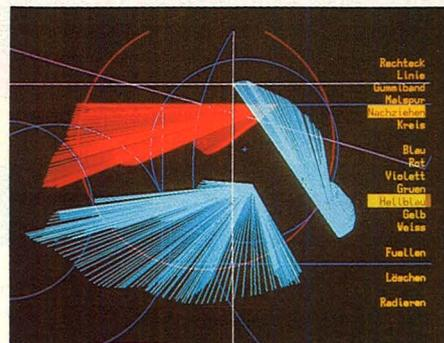 Rechteck
Linie
Gummiband
Malspur
Nachziehen
Kreis
Blau
Rot
Violett
Gruen
Hellblau
Gelb
Weiss
Fuellen
Löschen
Radieren